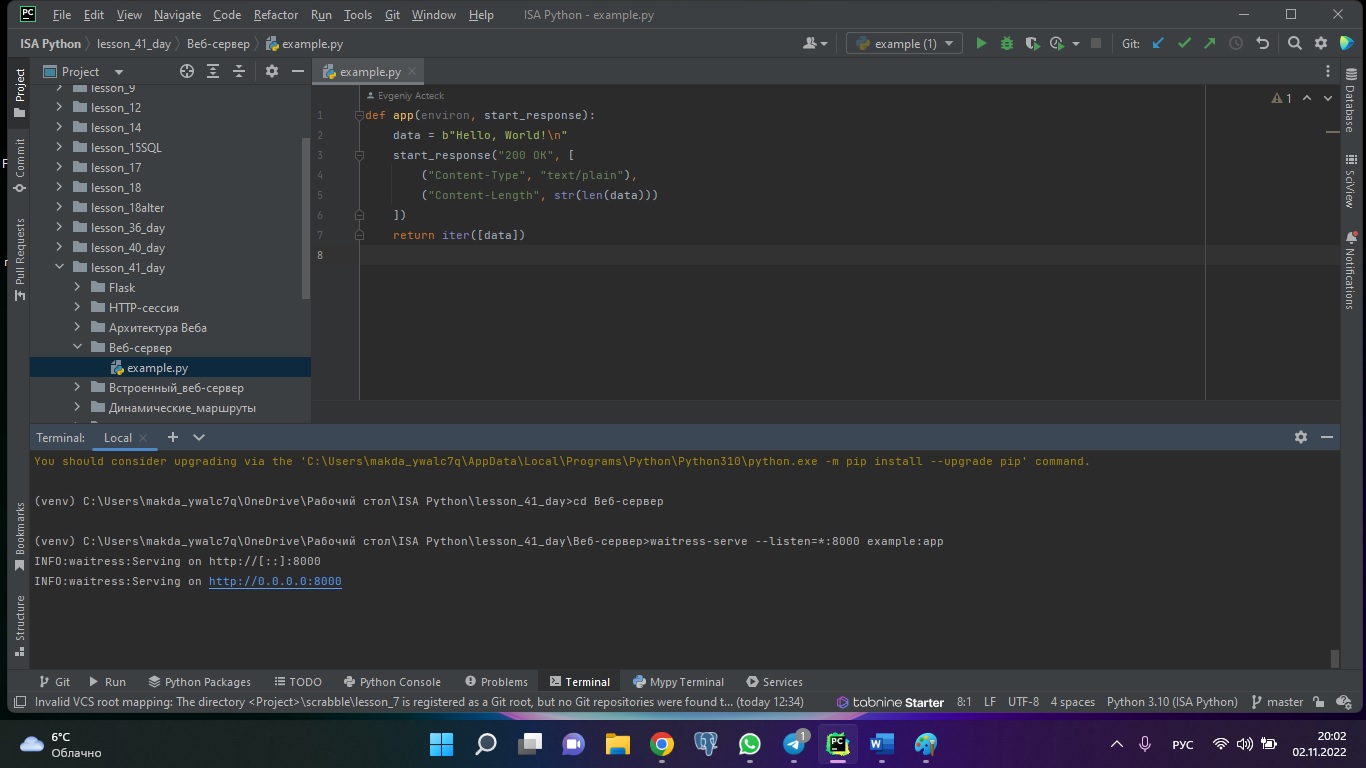 PC File Edit View Navigate Code Refactor Run Tools Git Window Help ISA Python - example.py
ISA Python lesson_41_day Веб-сервер example.py example (1) Git:
Project example.py
Project
Commit
Pull Requests
Bookmarks
Structure
lesson_9
lesson_12
lesson_14
lesson_15SQL
lesson_17
lesson_18
lesson_18alter
lesson_36_day
lesson_40_day
lesson_41_day
Flask
HTTP-сессия
Архитектура Веба
Веб-сервер
example.py
Встроенный_веб-сервер
Динамические_маршруты
Evgeniy Acteck
1
1 def app(environ, start_response):
2 data = b"Hello, World!\n"
3 start_response("200 OK", [
4 ("Content-Type", "text/plain"),
5 ("Content-Length", str(len(data)))
6 ])
7 return iter([data])
8
Database
SciView
Notifications
Terminal: Local
You should consider upgrading via the 'C:\Users\makda_ywalc7q\AppData\Local\Programs\Python\Python310\python.exe -m pip install --upgrade pip' command.
(venv) C:\Users\makda_ywalc7q\OneDrive\Рабочий стол\ISA Python\lesson_41_day>cd Веб-сервер
(venv) C:\Users\makda_ywalc7q\OneDrive\Рабочий стол\ISA Python\lesson_41_day\Веб-сервер>waitress-serve --listen=*:8000 example:app
INFO:waitress:Serving on http://[::]:8000
INFO:waitress:Serving on http://0.0.0.0:8000
Git Run Python Packages TODO Python Console Problems Terminal Mypy Terminal Services
Invalid VCS root mapping: The directory <Project>\scrabble\lesson_7 is registered as a Git root, but no Git repositories were found t... (today 12:34) tabnine Starter 8:1 LF UTF-8 4 spaces Python 3.10 (ISA Python) master
6°C
Облачно
1
PC
W
РУС
20:02
02.11.2022